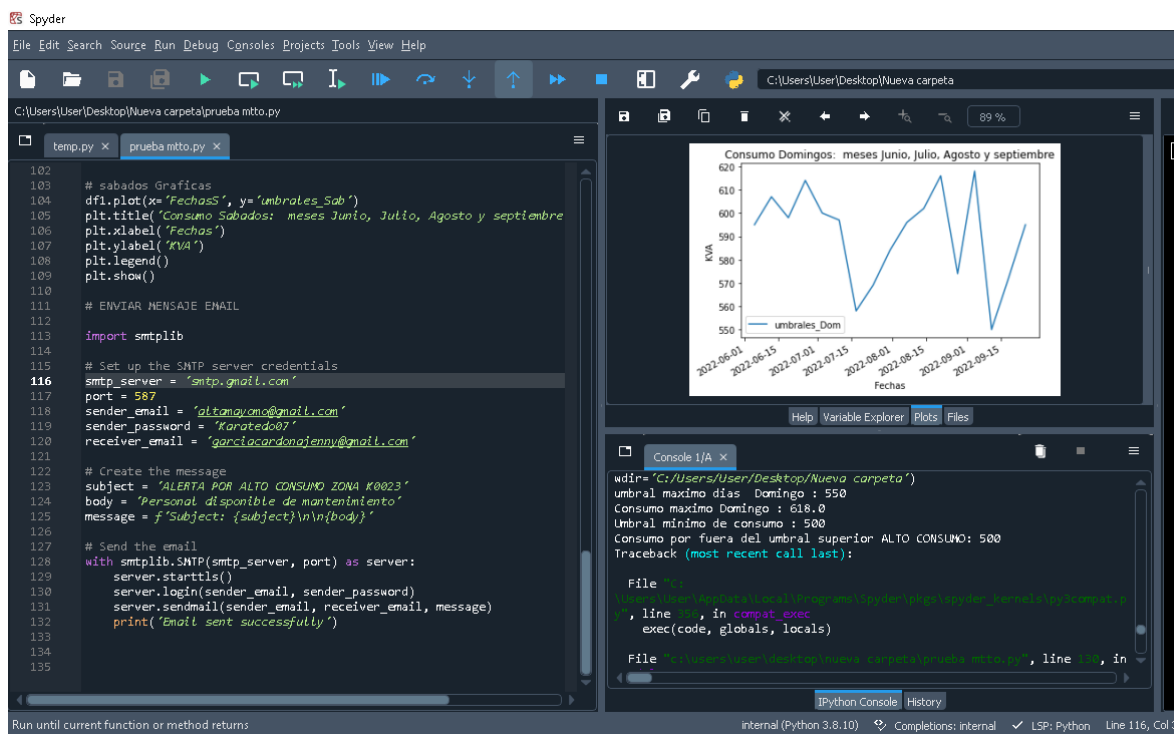 Spyder
File Edit Search Source Run Debug Consoles Projects Tools View Help
C:\Users\User\Desktop\Nueva carpeta
C:\Users\User\Desktop\Nueva carpeta\prueba mtto.py
temp.py
prueba mtto.py
102
103 # sabados Graficas
104 df1.plot(x='FechasS', y='umbrales_Sab')
105 plt.title('Consumo Sabados:  meses Junio, Julio, Agosto y septiembre
106 plt.xlabel('Fechas')
107 plt.ylabel('KVA')
108 plt.legend()
109 plt.show()
110
111 # ENVIAR MENSAJE EMAIL
112
113 import smtplib
114
115 # Set up the SMTP server credentials
116 smtp_server = 'smtp.gmail.com'
117 port = 587
118 sender_email = 'altamayomo@gmail.com'
119 sender_password = 'Karatedo07'
120 receiver_email = 'garciacardonajenny@gmail.com'
121
122 # Create the message
123 subject = 'ALERTA POR ALTO CONSUMO ZONA K0023'
124 body = 'Personal disponible de mantenimiento'
125 message = f'Subject: {subject}\n\n{body}'
126
127 # Send the email
128 with smtplib.SMTP(smtp_server, port) as server:
129     server.starttls()
130     server.login(sender_email, sender_password)
131     server.sendmail(sender_email, receiver_email, message)
132     print('Email sent successfully')
133
134
135
89 %
Consumo Domingos:  meses Junio, Julio, Agosto y septiembre
620
610
600
590
580
570
560
550
KVA
umbrales_Dom
2022-06-01
2022-06-15
2022-07-01
2022-07-15
2022-08-01
2022-08-15
2022-09-01
2022-09-15
Fechas
Help Variable Explorer Plots Files
Console 1/A
wdir='C:/Users/User/Desktop/Nueva carpeta')
umbral maximo dias  Domingo : 550
Consumo maximo Domingo : 618.0
Umbral minimo de consumo : 500
Consumo por fuera del umbral superior ALTO CONSUMO: 500
Traceback (most recent call last):
File "C:
\Users\User\AppData\Local\Programs\Spyder\pkgs\spyder_kernels\py3compat.p
y", line 356, in compat_exec
exec(code, globals, locals)
File "c:\users\user\desktop\nueva carpeta\prueba mtto.py", line 130, in
IPython Console History
Run until current function or method returns
internal (Python 3.8.10)
Completions: internal
LSP: Python
Line 116, Col